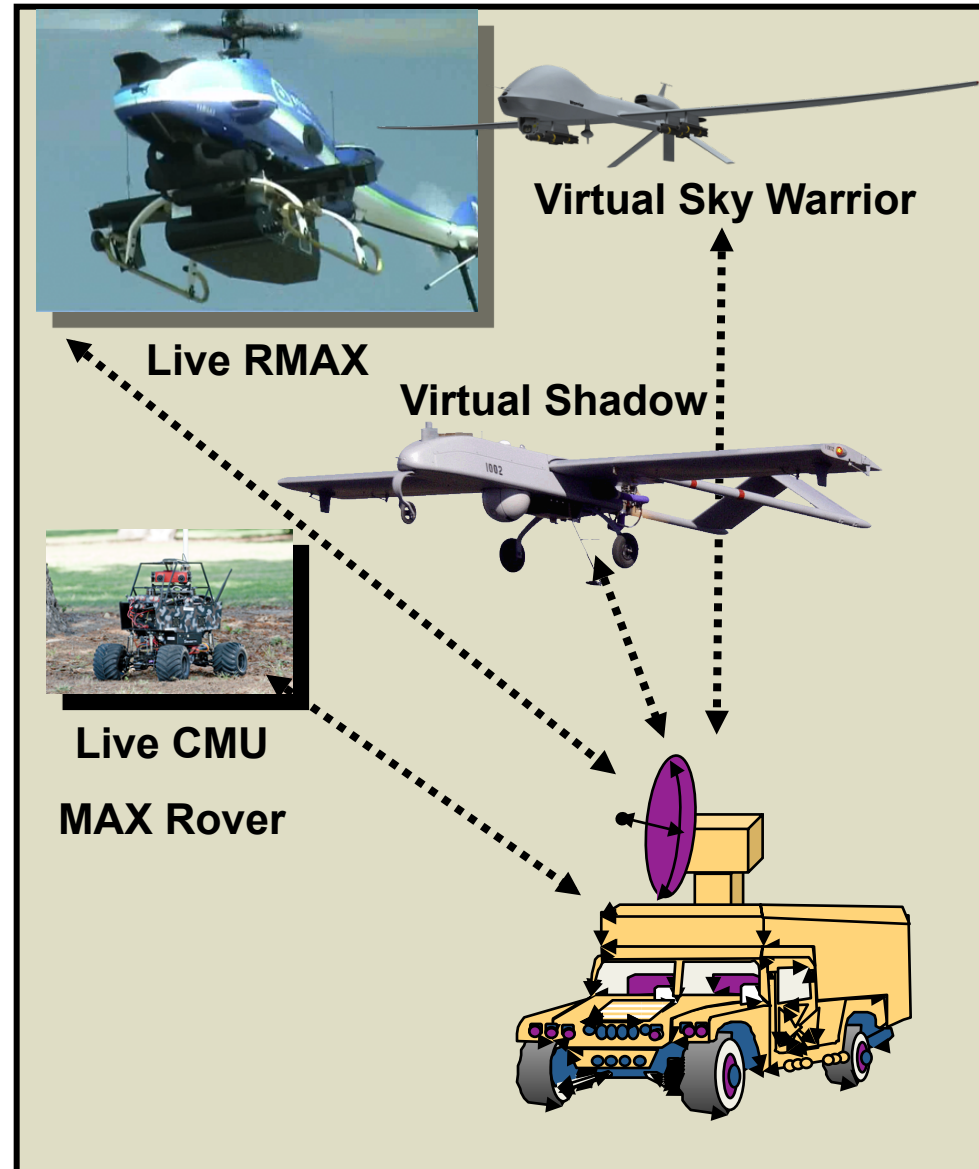 Virtual Sky Warrior
Live RMAX
Virtual Shadow
1002
Live CMU
MAX Rover